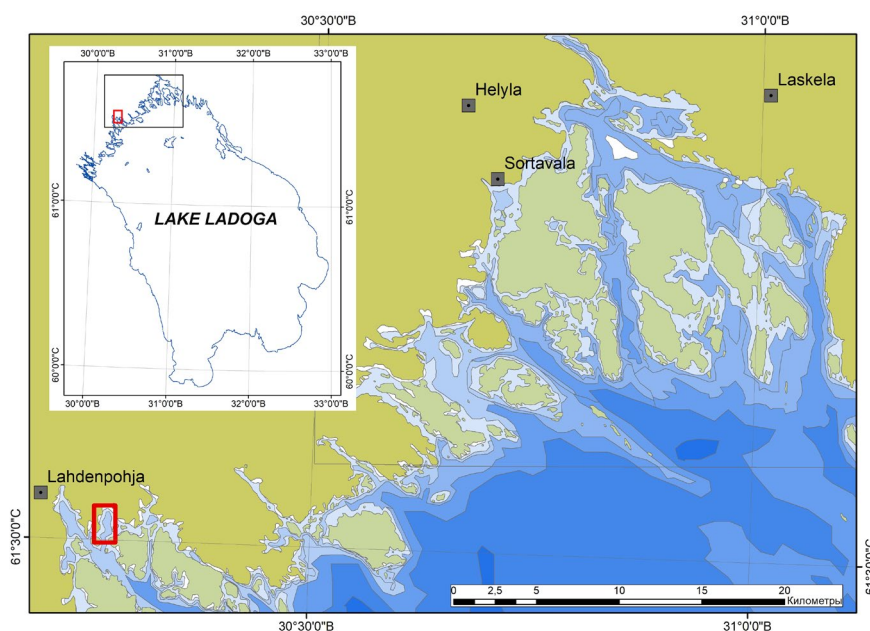 30°30'0"B
31°0'0"B
30°0'0"B
31°0'0"B
32°0'0"B
33°0'0"B
Laskela
Helyla
Sortavala
61°0'0"C
61°0'0"C
LAKE LADOGA
60°0'0"C
60°0'0"C
30°0'0"B
31°0'0"B
32°0'0"B
33°0'0"B
Lahdenpohja
61°30'0"C
61°30'0"C
0 2,5 5 10 15 20
Километры
30°30'0"B
31°0'0"B